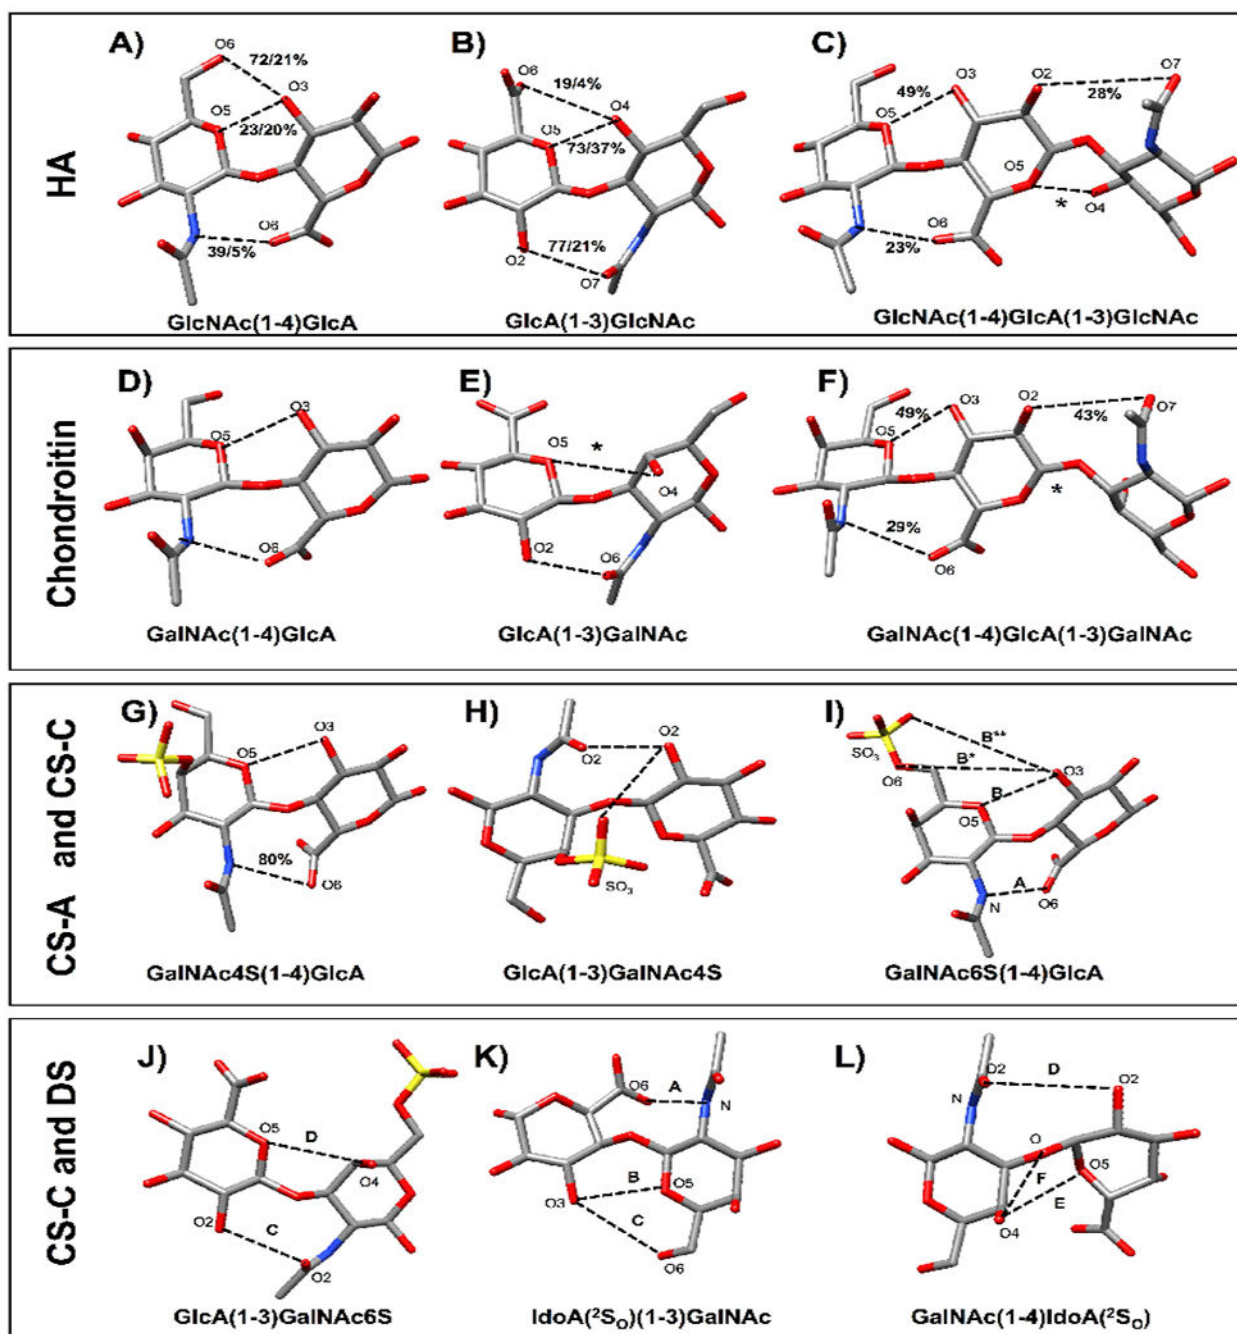 HA
A)
O6
72/21%
O3
O5
23/20%
O6
39/5%
GlcNAc(1-4)GlcA
B)
O6
19/4%
O4
O5
73/37%
77/21%
O2
O7
GlcA(1-3)GlcNAc
C)
O3
O2
O7
49%
28%
O5
O5
*
O4
O6
23%
GlcNAc(1-4)GlcA(1-3)GlcNAc
Chondroitin
D)
O3
O5
O6
GalNAc(1-4)GlcA
E)
O5
*
O4
O2
O6
GlcA(1-3)GalNAc
F)
O3
O2
O7
49%
43%
O5
*
29%
O6
GalNAc(1-4)GlcA(1-3)GalNAc
CS-A and CS-C
G)
O3
O5
80%
O6
GalNAc4S(1-4)GlcA
H)
O2
O2
SO3
GlcA(1-3)GalNAc4S
I)
B**
SO3
B*
O6
O3
B
O5
A
N
O6
GalNAc6S(1-4)GlcA
CS-C and DS
J)
O5
D
O4
O2
C
O2
GlcA(1-3)GalNAc6S
K)
O6
A
N
B
O5
O3
C
O6
IdoA(²SO)(1-3)GalNAc
L)
O2
D
O2
N
O
O5
F
E
O4
GalNAc(1-4)IdoA(²SO)